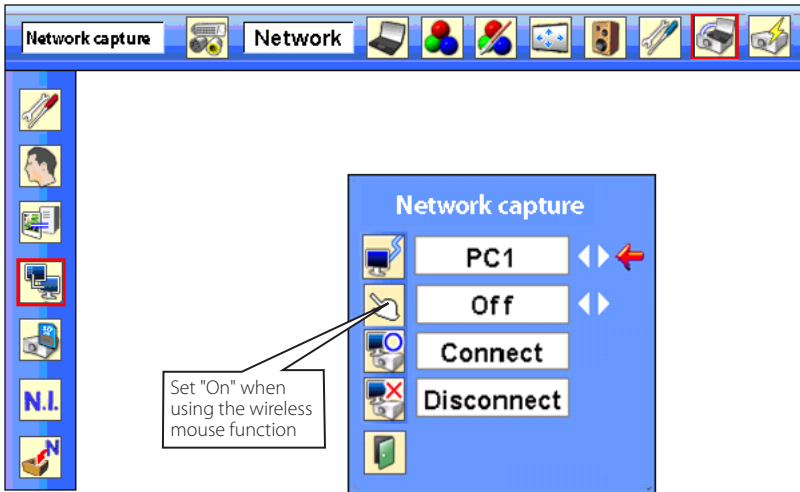 Network capture
Network
Network capture
PC1
Off
Connect
Disconnect
Set "On" when
using the wireless
mouse function
N.I.
N